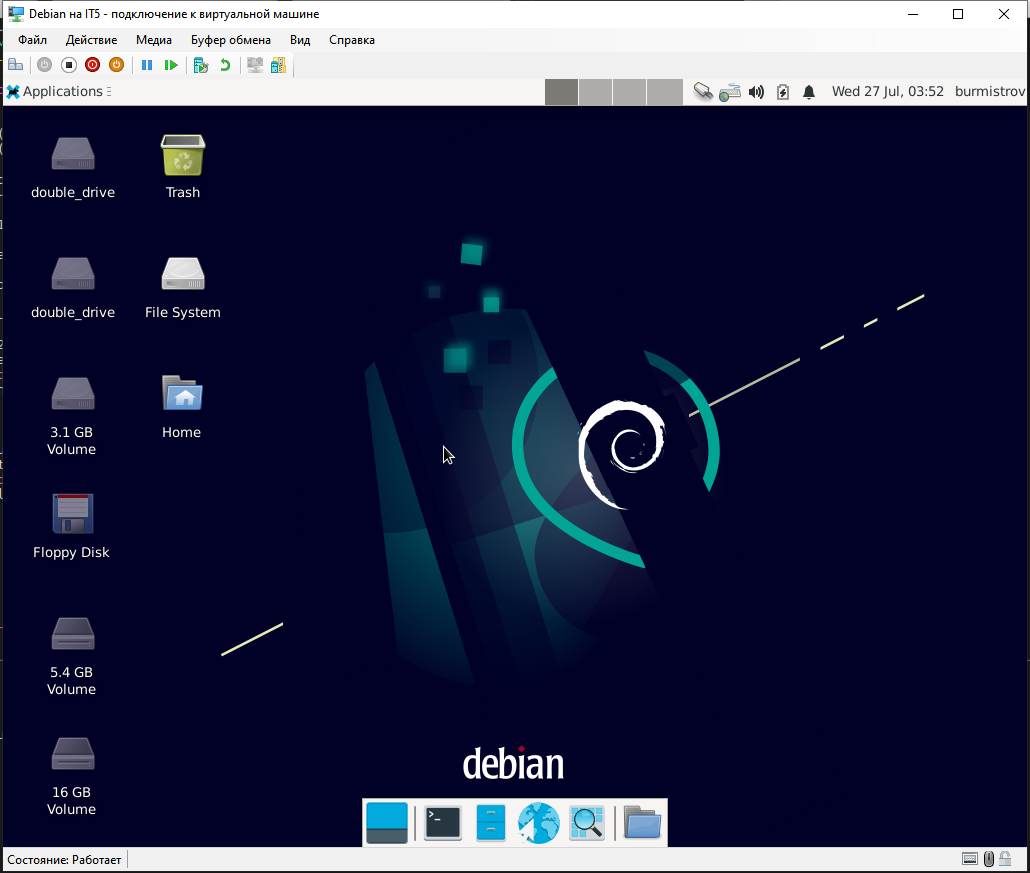 Debian на IT5 - подключение к виртуальной машине
Файл Действие Медиа Буфер обмена Вид Справка
Applications
Wed 27 Jul, 03:52 burmistrov
double_drive
Trash
double_drive
File System
3.1 GB
Volume
Home
Floppy Disk
5.4 GB
Volume
16 GB
Volume
debian
Состояние: Работает